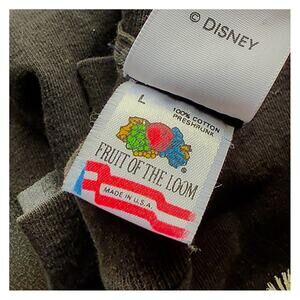 © DISNEY
L
100% COTTON
PRESHRUNK
FRUIT OF THE LOOM
®
MADE IN U.S.A.